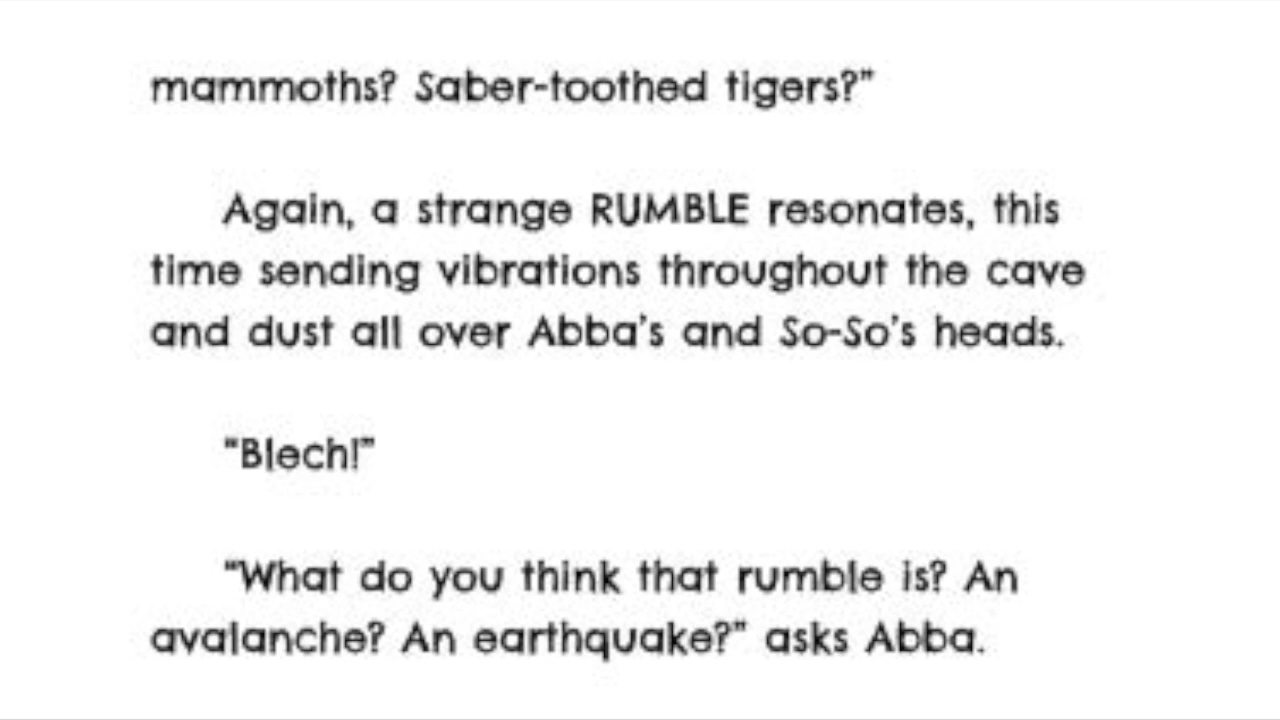 mammoths? Saber-toothed tigers?”
Again, a strange RUMBLE resonates, this
time sending vibrations throughout the cave
and dust all over Abba’s and So-So’s heads.
“Blech!”
“What do you think that rumble is? An
avalanche? An earthquake?” asks Abba.